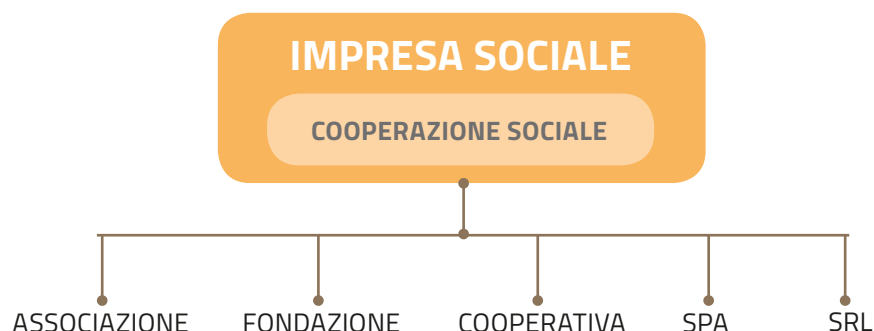 IMPRESA SOCIALE
COOPERAZIONE SOCIALE
ASSOCIAZIONE FONDAZIONE COOPERATIVA SPA SRL